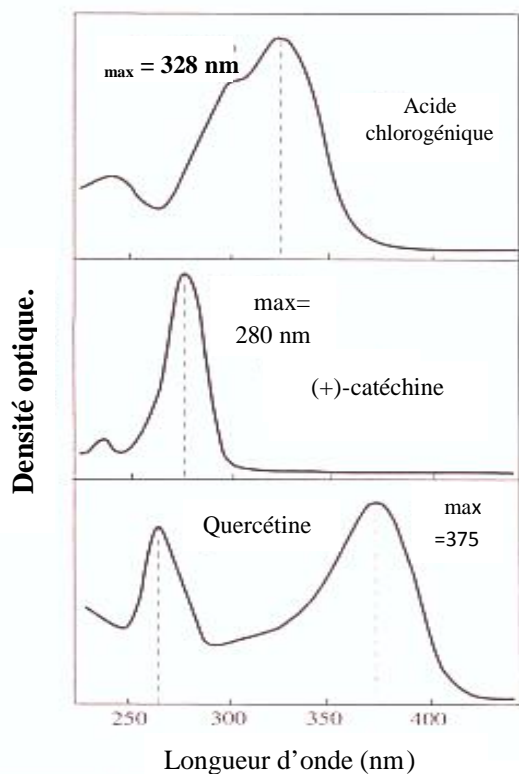 max = 328 nm
Acide
chlorogénique
max=
280 nm
(+)-catéchine
Quercétine
max
=375
Densité optique.
250 300 350 400
Longueur d’onde (nm)